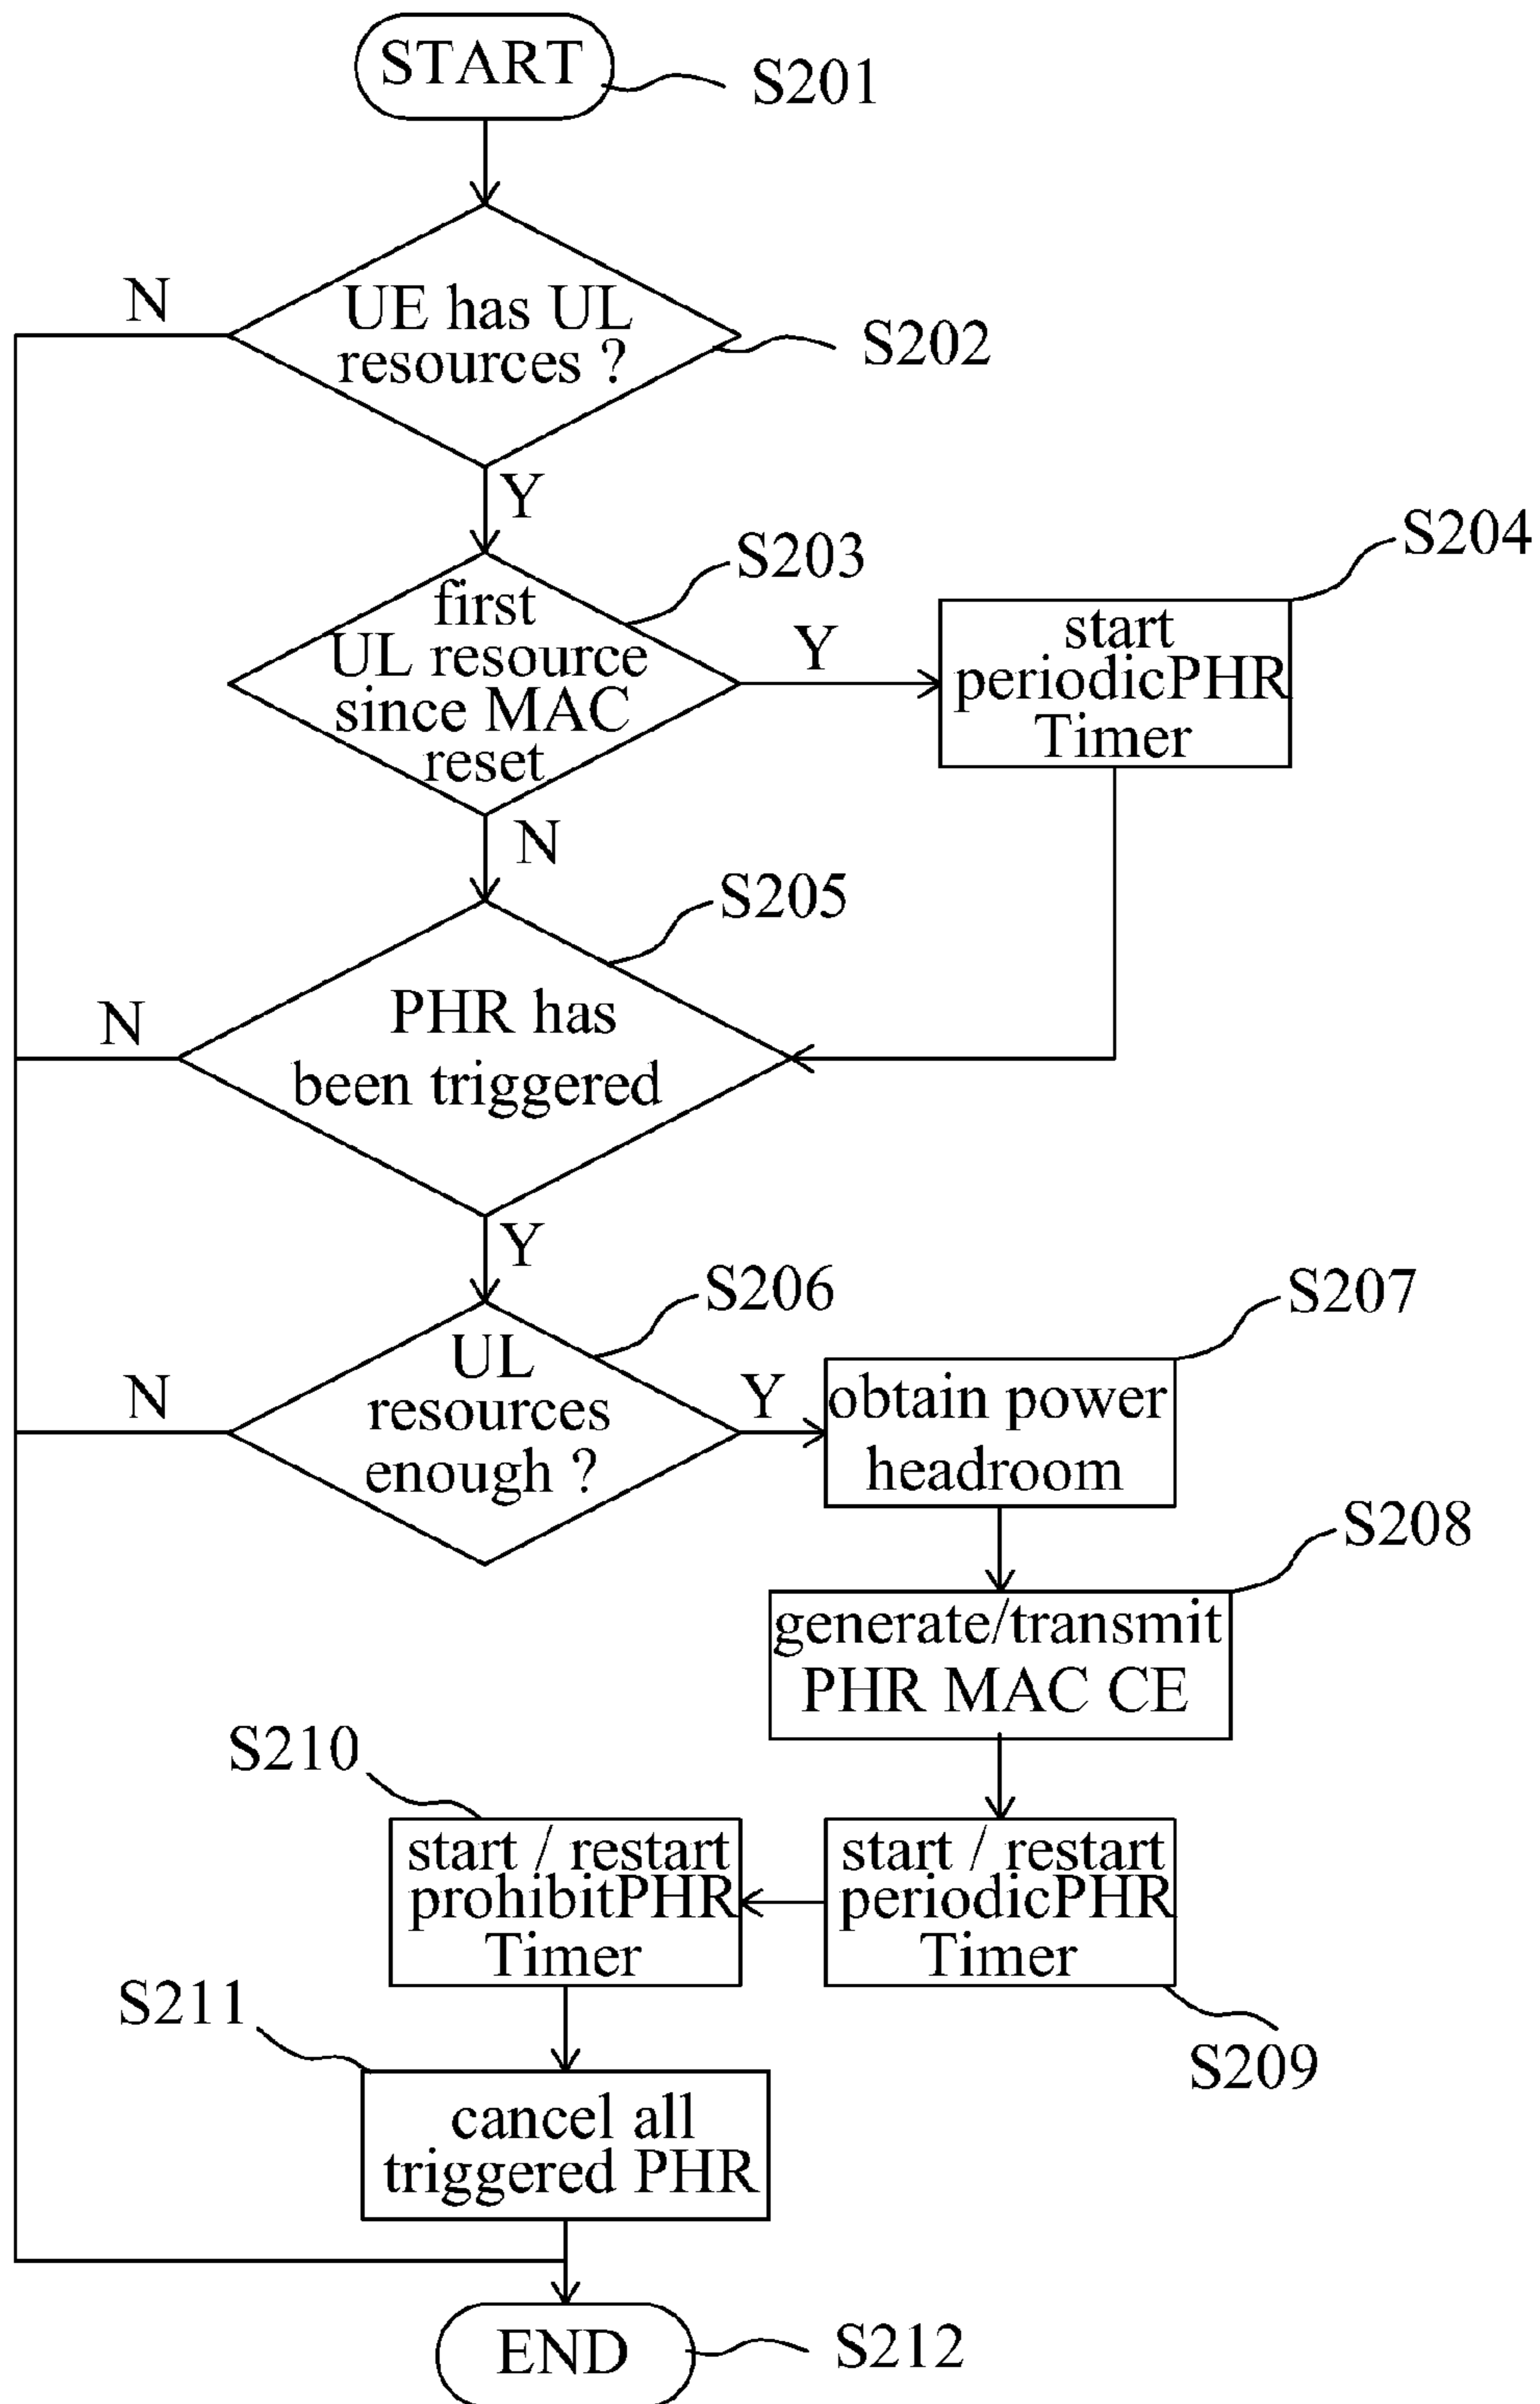 START
S201
N
UE has UL
resources ?
S202
Y
S203
S204
first
UL resource
since MAC
reset
Y
start
periodicPHR
Timer
N
S205
N
PHR has
been triggered
Y
S206
S207
N
UL
resources
enough ?
Y
obtain power
headroom
S208
generate/transmit
PHR MAC CE
S210
start / restart
prohibitPHR
Timer
start / restart
periodicPHR
Timer
S211
S209
cancel all
triggered PHR
END
S212